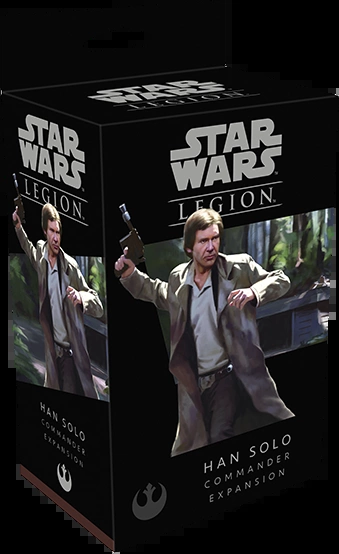 STAR
WARS
LEGION
STAR
WARS
LEGION
HAN SOLO
COMMANDER
EXPANSION
STAR
WARS
LEGION
HAN SOLO
COMMANDER
EXPANSION